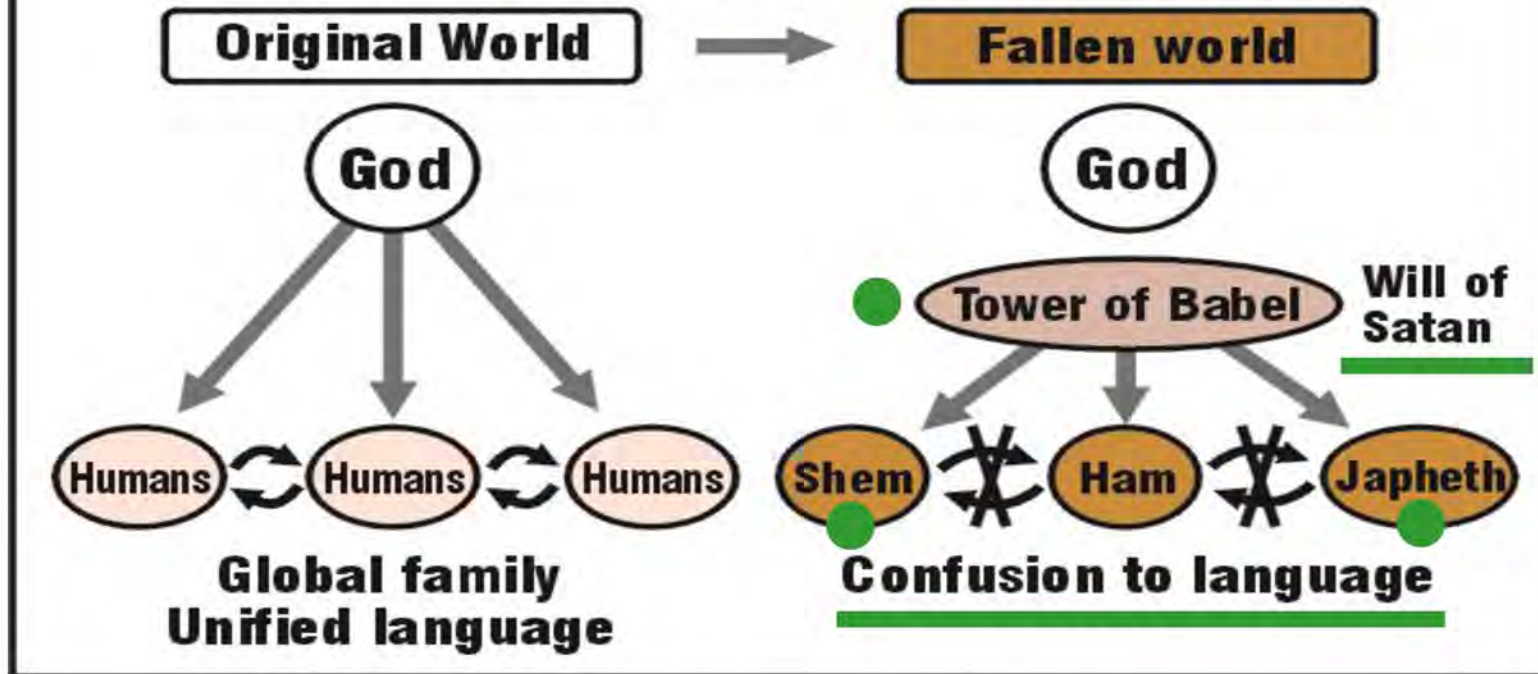 Original World
Fallen world
God
God
Tower of Babel
Will of
Satan
Humans
Humans
Humans
Shem
Ham
Japheth
Global family
Unified language
Confusion to language